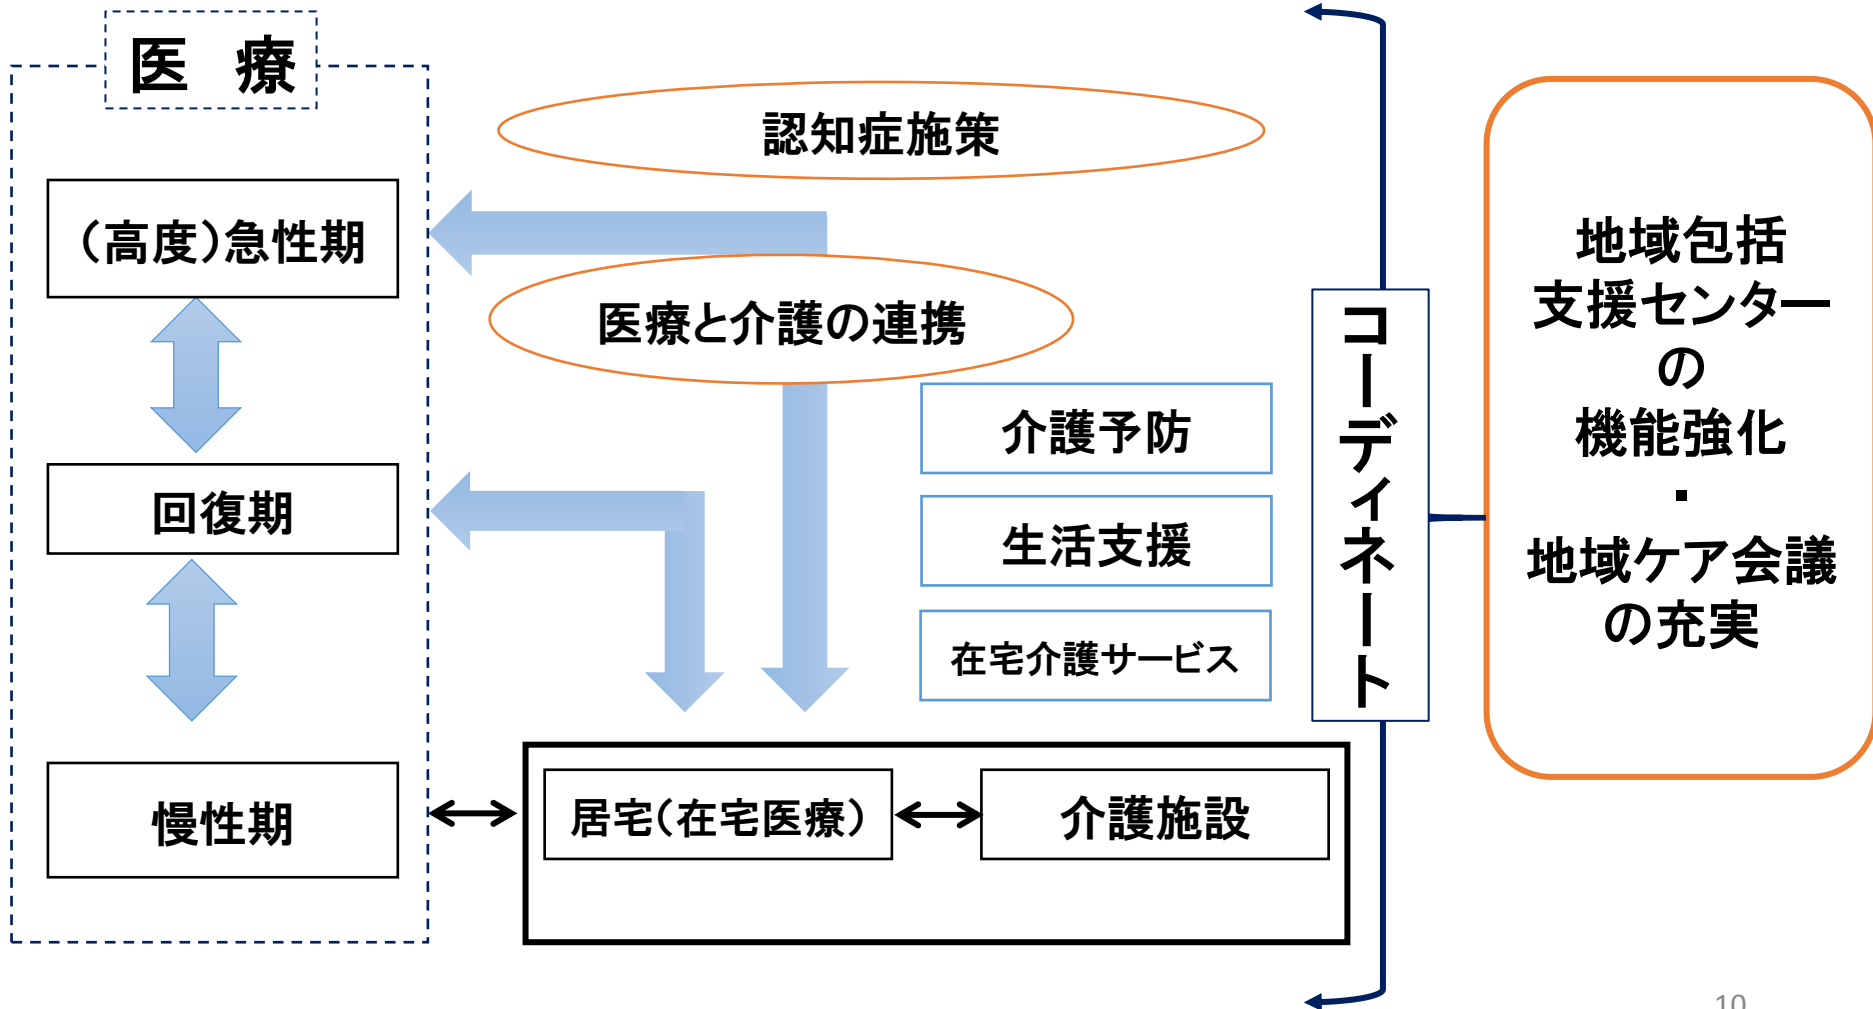 医　療
（高度）急性期
回復期
慢性期
認知症施策
医療と介護の連携
介護予防
生活支援
在宅介護サービス
居宅（在宅医療）
介護施設
コーディネート
地域包括
支援センター
の
機能強化
・
地域ケア会議
の充実
10